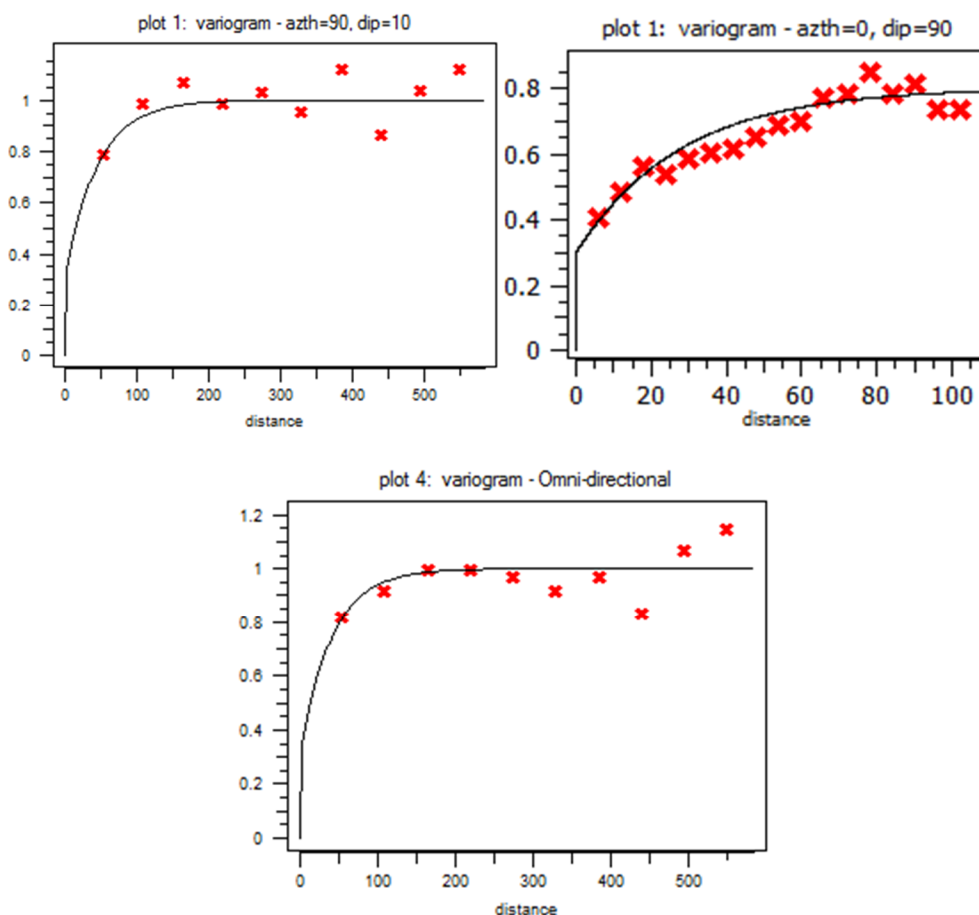 plot 1: variogram - azth=90, dip=10
1
0.8
0.6
0.4
0.2
0
0 100 200 300 400 500
distance
plot 1: variogram - azth=0, dip=90
0.8
0.6
0.4
0.2
0
0 20 40 60 80 100
distance
plot 4: variogram - Omni-directional
1.2
1
0.8
0.6
0.4
0.2
0
0 100 200 300 400 500
distance